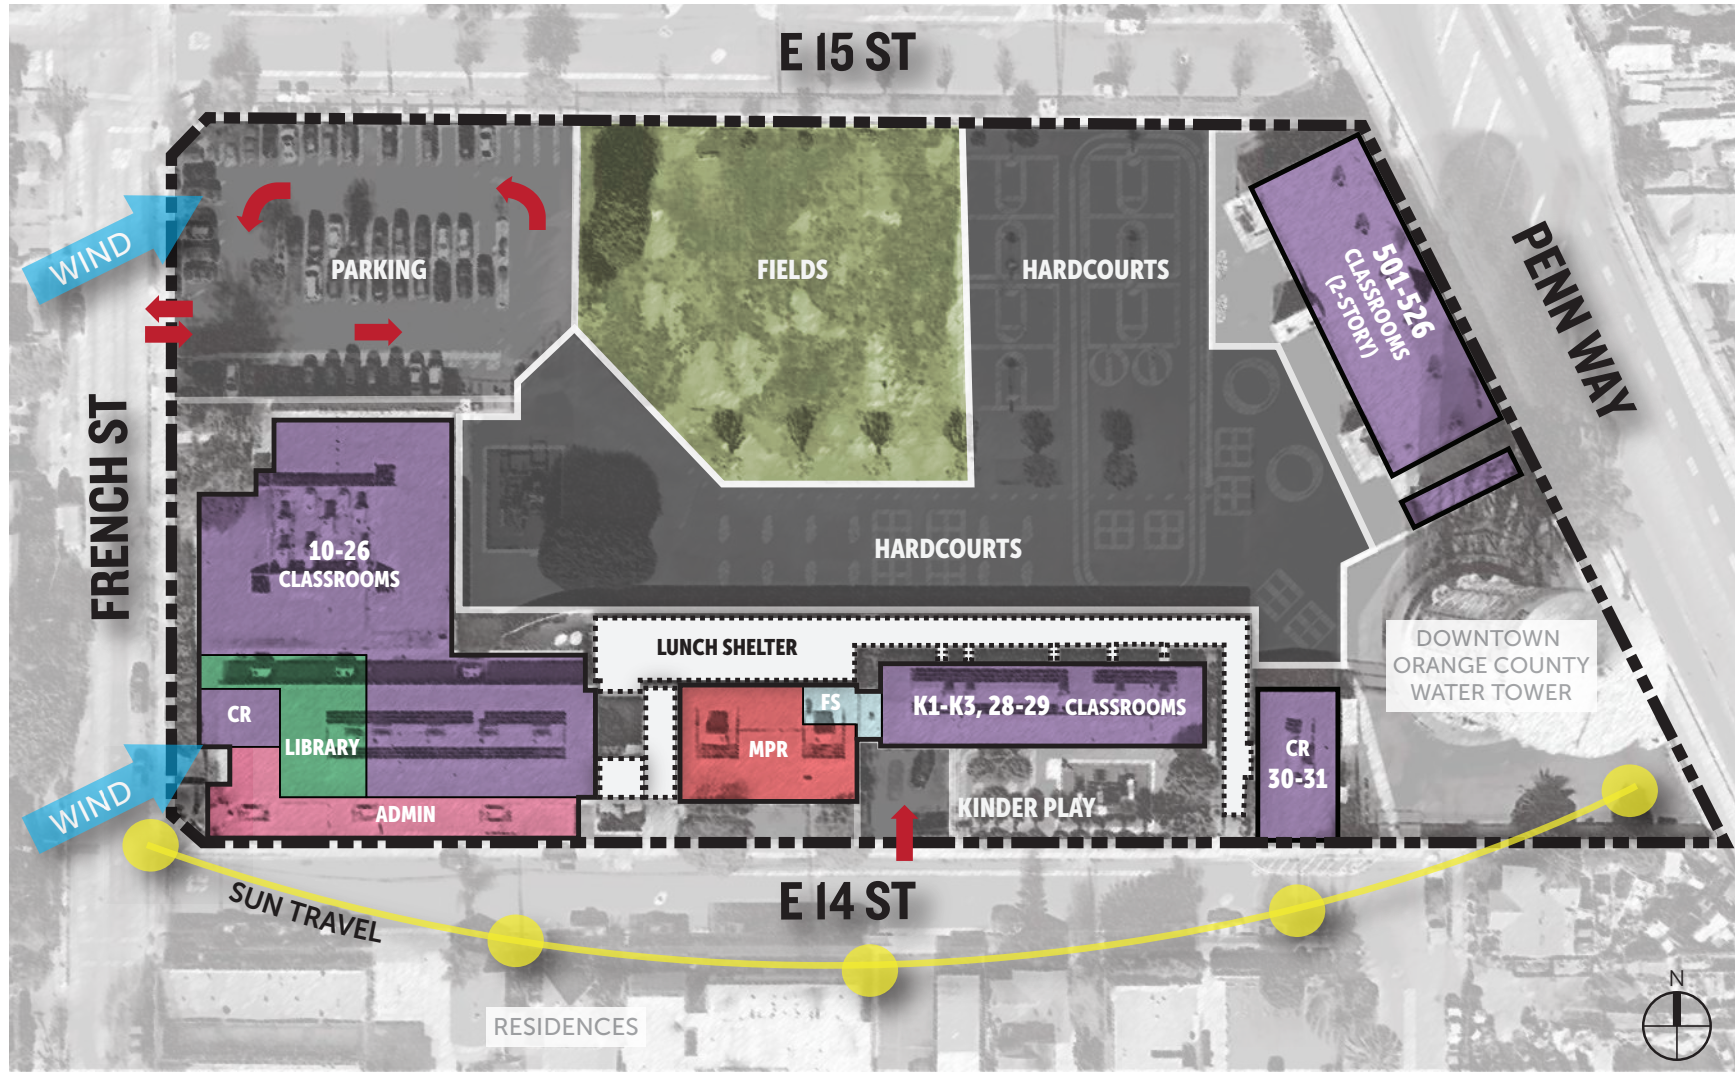 E 15 ST
WIND
PARKING
FIELDS
HARDCOURTS
501-526
CLASSROOMS
(2-STORY)
PENN WAY
FRENCH ST
10-26
CLASSROOMS
HARDCOURTS
LUNCH SHELTER
DOWNTOWN
ORANGE COUNTY
WATER TOWER
CR
LIBRARY
FS
MPR
K1-K3, 28-29 CLASSROOMS
CR
30-31
WIND
ADMIN
KINDER PLAY
SUN TRAVEL
E 14 ST
RESIDENCES
N